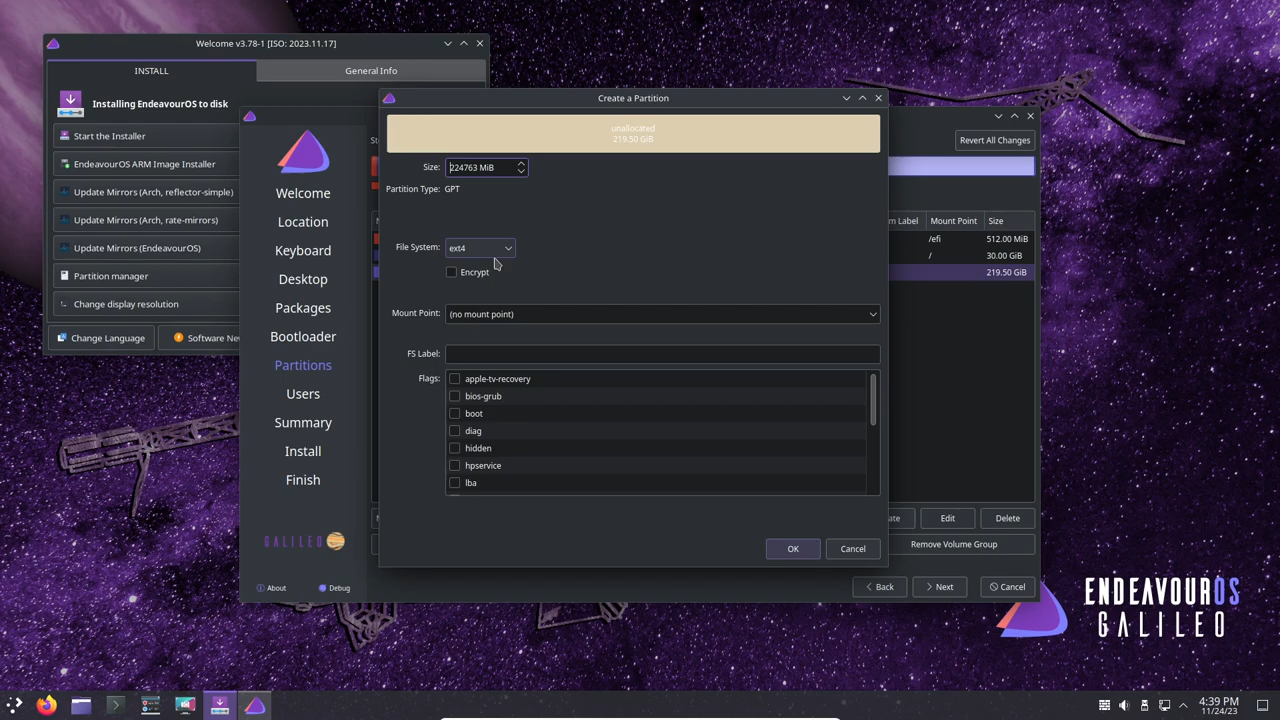 Welcome v3.78-1 [ISO: 2023.11.17]
INSTALL
General Info
Installing EndeavourOS to disk
Start the Installer
EndeavourOS ARM Image Installer
Update Mirrors (Arch, reflector-simple)
Update Mirrors (Arch, rate-mirrors)
Update Mirrors (EndeavourOS)
Partition manager
Change display resolution
Change Language
Software
Welcome
Location
Keyboard
Desktop
Packages
Bootloader
Partitions
Users
Summary
Install
Finish
GALILEO
About
Debug
Create a Partition
unallocated
219.50 GiB
Size: 224763 MiB
Partition Type: GPT
File System: ext4
Encrypt
Mount Point: (no mount point)
FS Label:
Flags:
apple-tv-recovery
bios-grub
boot
diag
hidden
hpservice
lba
OK
Cancel
Revert All Changes
Label
Mount Point
Size
/efi
512.00 MiB
/
30.00 GiB
219.50 GiB
Edit
Delete
Remove Volume Group
Back
Next
Cancel
ENDEAVOUROS
GALILEO
4:39 PM
11/24/23